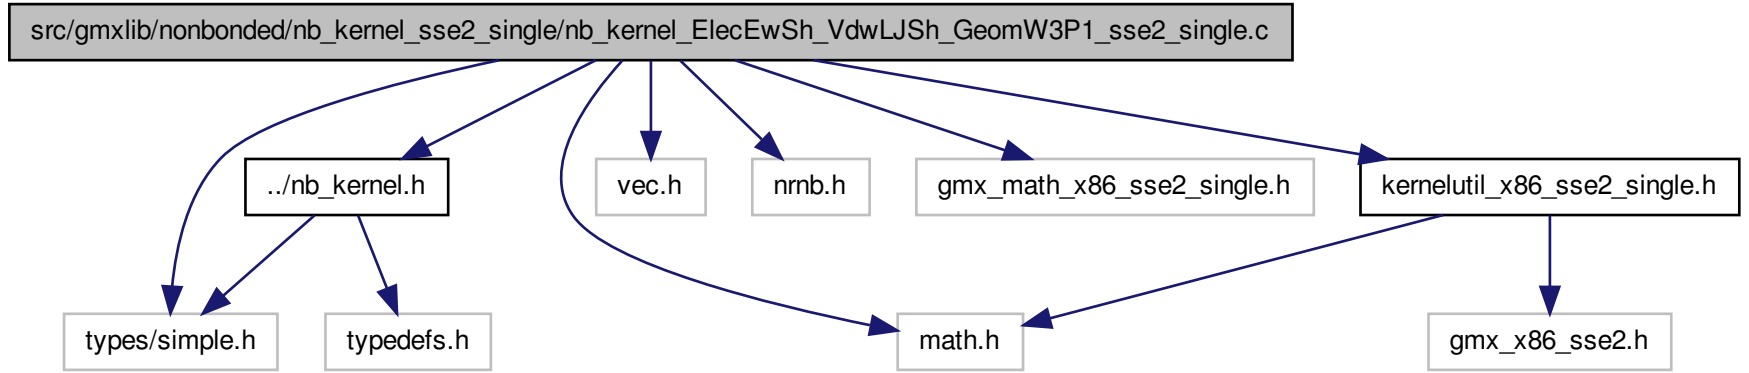 src/gmxlib/nonbonded/nb_kernel_sse2_single/nb_kernel_ElecEwSh_VdwLJSh_GeomW3P1_sse2_single.c
../nb_kernel.h
vec.h
nrnb.h
gmx_math_x86_sse2_single.h
kernelutil_x86_sse2_single.h
types/simple.h
typedefs.h
math.h
gmx_x86_sse2.h